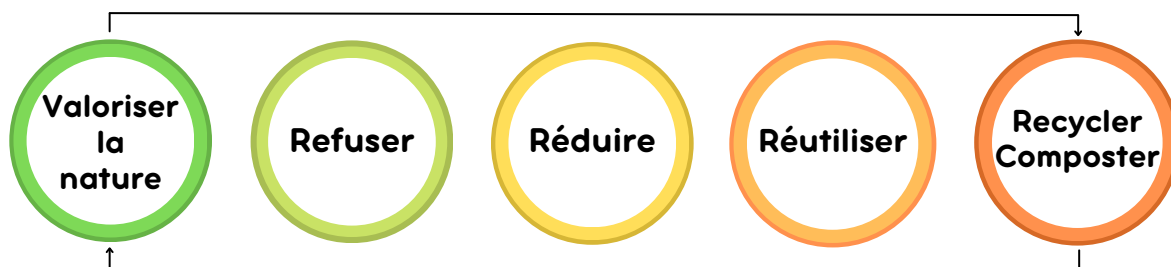 Valoriser
la
nature
Refuser
Réduire
Réutiliser
Recycler
Composter